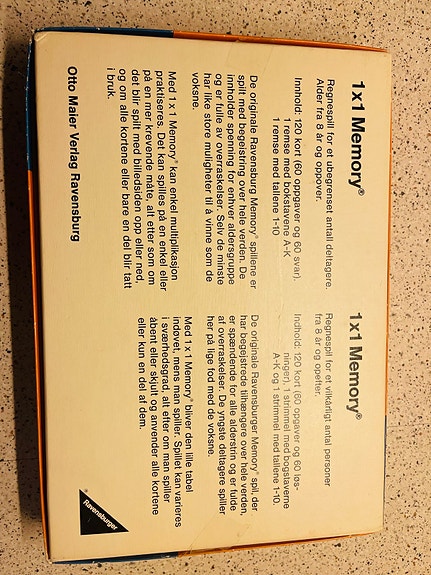 1x1 Memory®
Regnespill for et ubegrenset antall deltagere.
Alder fra 8 år og oppover.
Innhold: 120 kort (60 oppgaver og 60 svar),
1 remse med bokstavene A-K
1 remse med tallene 1-10
De originale Ravensburg Memory® spillene er
spilt med begeistring over hele verden. De
innholder spenning for enhver aldersgruppe
og er fulle av overraskelser. Selv de minste
har like store muligheter til å vinne som de
voksne.
Med 1x1 Memory® kan enkel multiplikasjon
praktiseres. Det kan spilles på en enkel eller
på en mer krevende måte, alt etter som om
det blir spilt med billedsiden opp eller ned,
og om alle kortene eller bare en del blir tatt
i bruk.
Otto Maier Verlag Ravensburg
1x1 Memory®
Regnespil for et vilkårligt antal personer
fra 8 år og opefter.
Indhold: 120 kort (60 opgaver og 60 løs-
ninger), 1 strimmel med bogstaverne
A-K og 1 strimmel med tallene 1-10.
De originale Ravensburger Memory® spil, der
har begejstrede tilhængere over hele verden,
er spændende for alle alderstrin og er fulde
af overraskelser. De yngste deltagere spiller
her på lige fod med de voksne.
Med 1x1 Memory® bliver den lille tabel
indøvet, mens man spiller. Spillet kan varieres
i sværhedsgrad, alt efter om man spiller
åbent eller skjult og anvender alle kortene
eller kun en del af dem.
Ravensburger